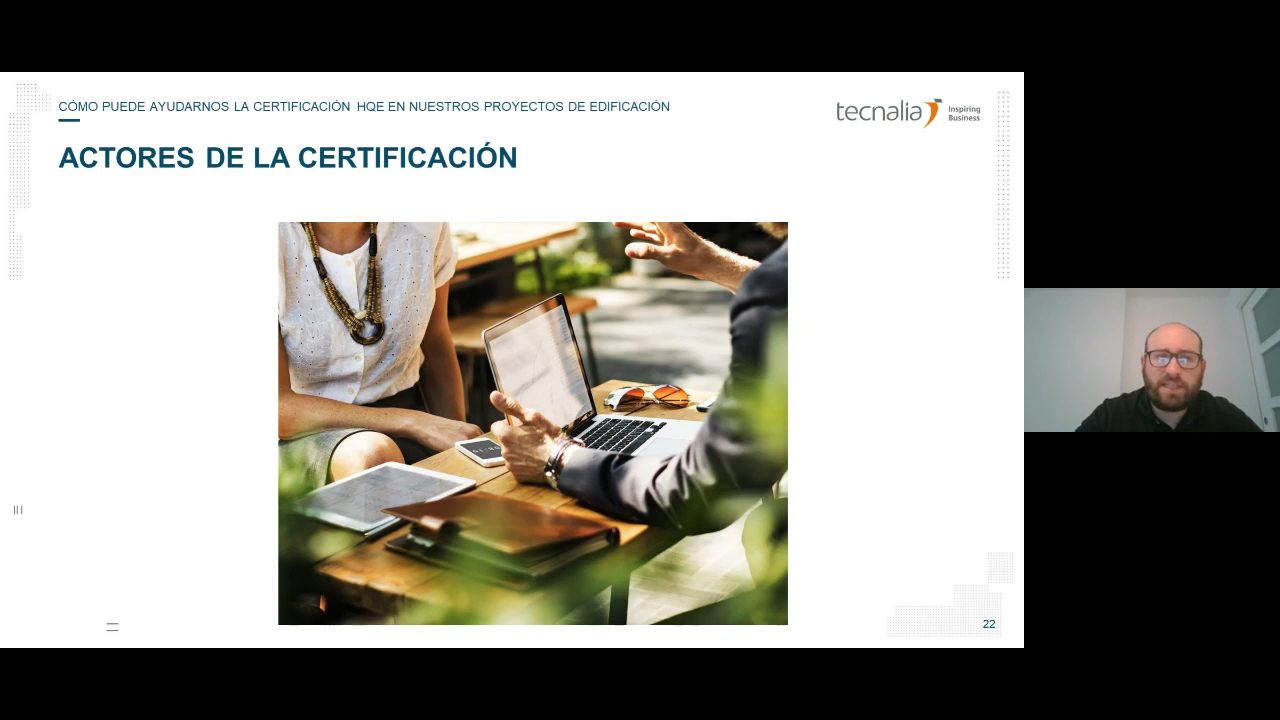 CÓMO PUEDE AYUDARNOS LA CERTIFICACIÓN HQE EN NUESTROS PROYECTOS DE EDIFICACIÓN
tecnalia Inspiring
Business
ACTORES DE LA CERTIFICACIÓN
22